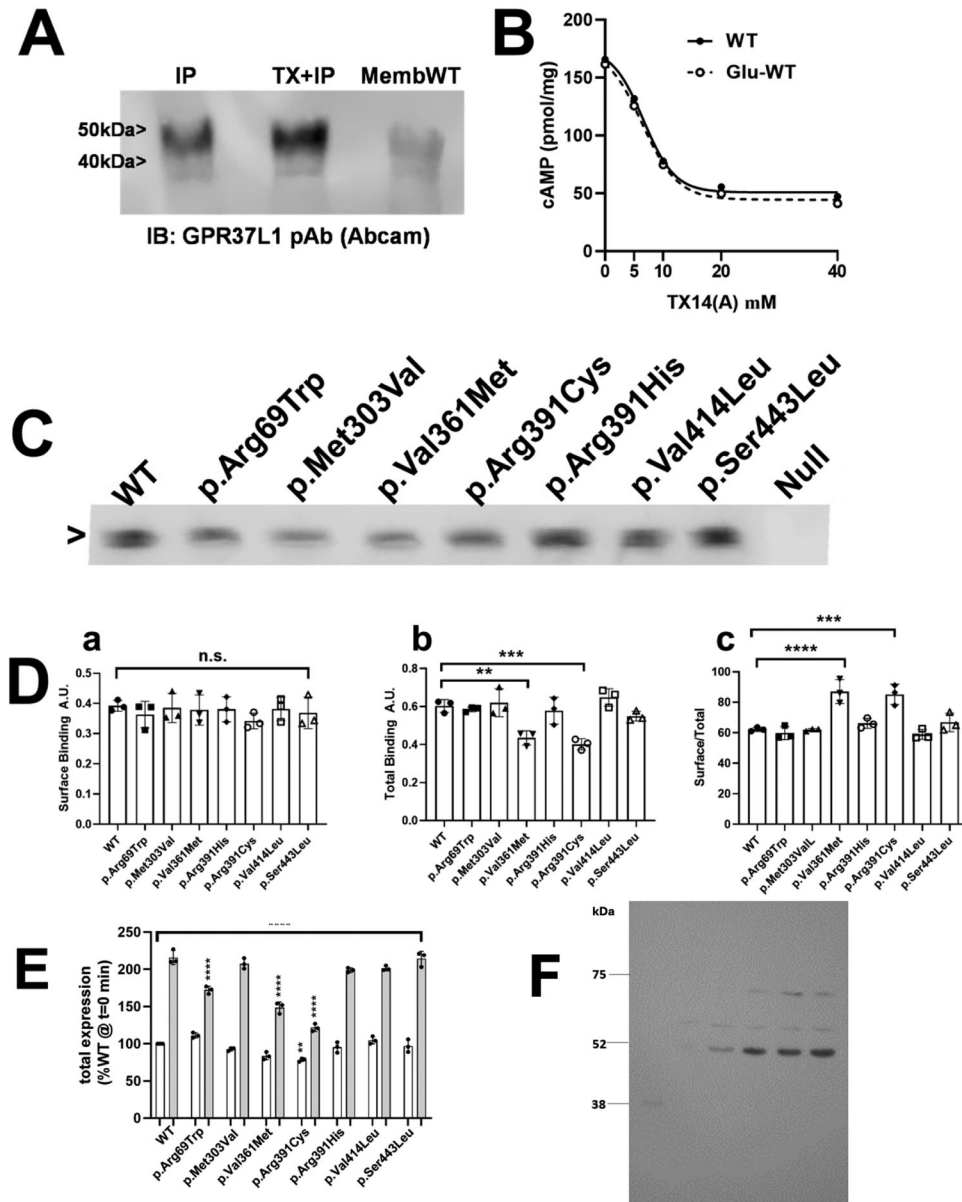 A
IP TX+IP MembWT
50kDa>
40kDa>
IB: GPR37L1 pAb (Abcam)
B
WT
Glu-WT
cAMP (pmol/mg)
200
150
100
50
0
0 5 10 20 40
TX14(A) mM
C
WT p.Arg69Trp p.Met303Val p.Val361Met p.Arg391Cys p.Arg391His p.Val414Leu p.Ser443Leu Null
>
D
a
n.s.
Surface Binding A.U.
0.5
0.4
0.3
0.2
0.1
0.0
WT p.Arg69Trp p.Met303Val p.Val361Met p.Arg391His p.Arg391Cys p.Val414Leu p.Ser443Leu
b
***
**
Total Binding A.U.
0.8
0.6
0.4
0.2
0.0
WT p.Arg69Trp p.Met303Val p.Val361Met p.Arg391His p.Arg391Cys p.Val414Leu p.Ser443Leu
c
***
****
Surface/Total
100
80
60
40
20
0
WT p.Arg69Trp p.Met303ValL p.Val361Met p.Arg391His p.Arg391Cys p.Val414Leu p.Ser443Leu
E
total expression
(%WT @ t=0 min)
250
200
150
100
50
0
**** **** ** ****
WT p.Arg69Trp p.Met303Val p.Val361Met p.Arg391Cys p.Arg391His p.Val414Leu p.Ser443Leu
F
kDa
75
52
38